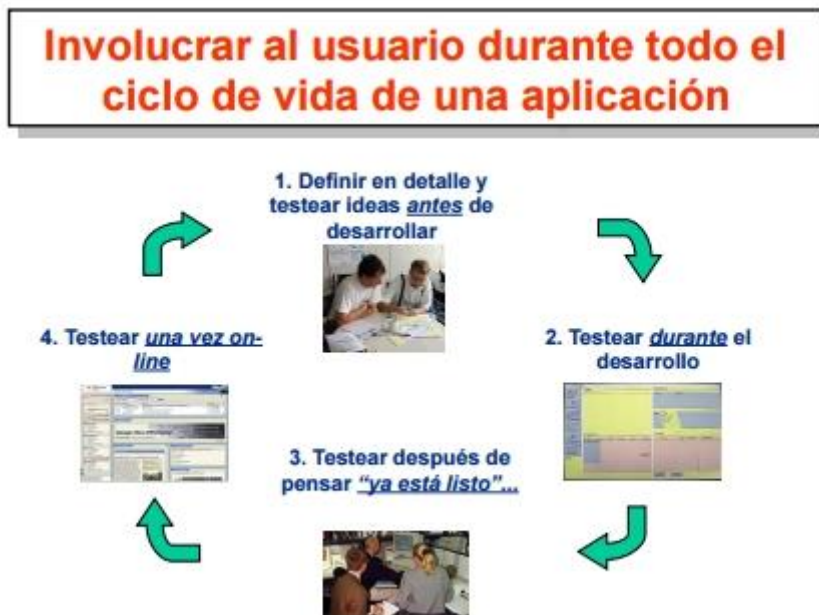 Involucrar al usuario durante todo el
ciclo de vida de una aplicación
1. Definir en detalle y
testear ideas antes de
desarrollar
2. Testear durante el
desarrollo
3. Testear después de
pensar “ya está listo”...
4. Testear una vez on-
line